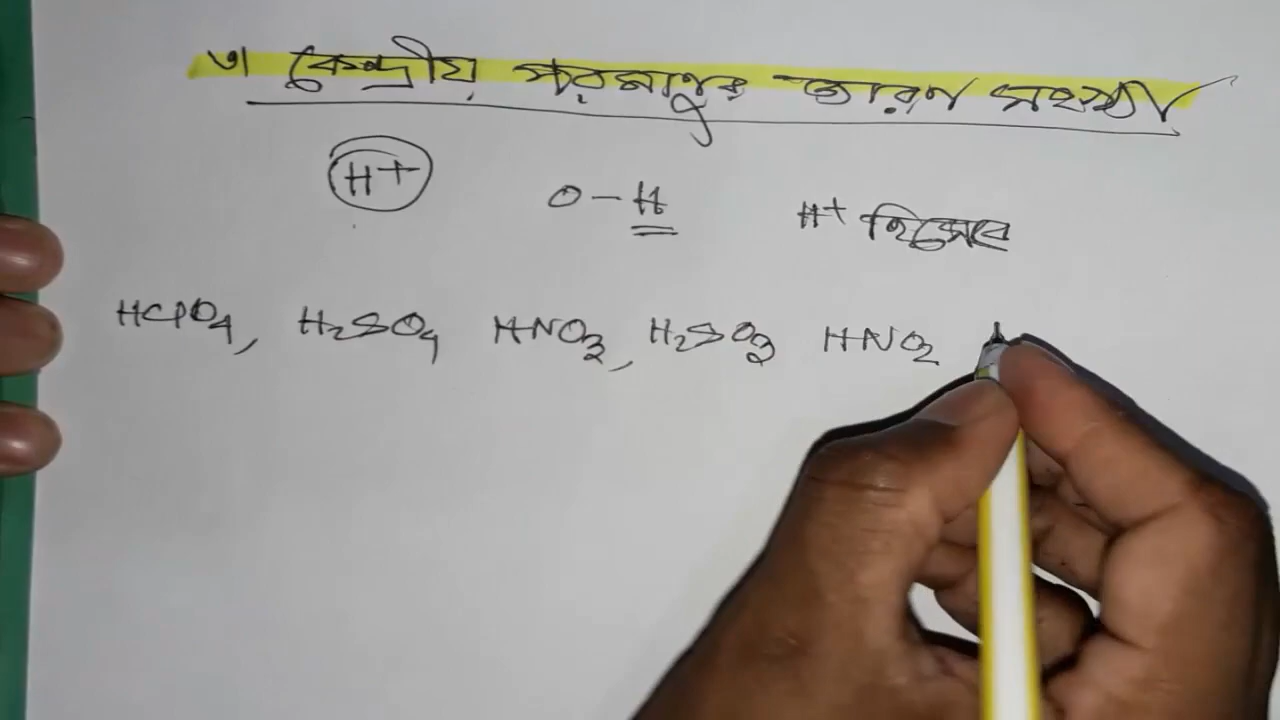 ৩। কেন্দ্রীয় পরমাণুর জারণ সংখ্যা
H+ O-H H+ হিসেবে
HClO4, H2SO4 HNO3, H2SO3 HNO2